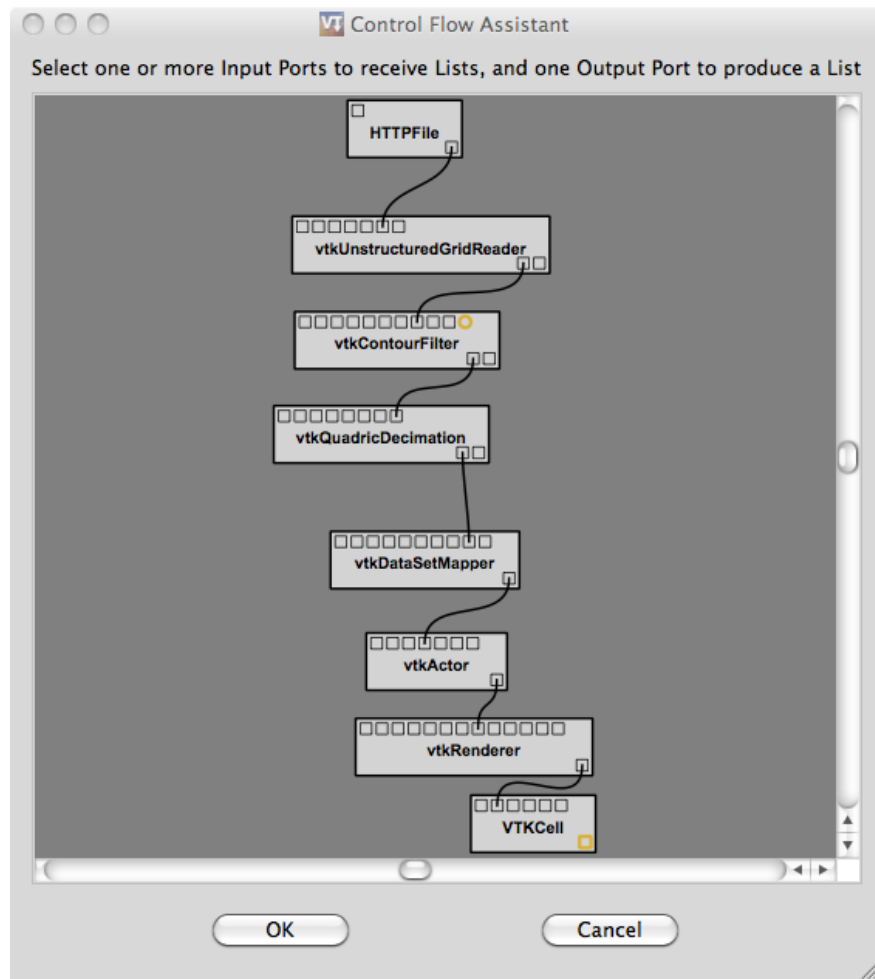 VT Control Flow Assistant
Select one or more Input Ports to receive Lists, and one Output Port to produce a List
HTTPFile
vtkUnstructuredGridReader
vtkContourFilter
vtkQuadricDecimation
vtkDataSetMapper
vtkActor
vtkRenderer
VTKCell
OK
Cancel